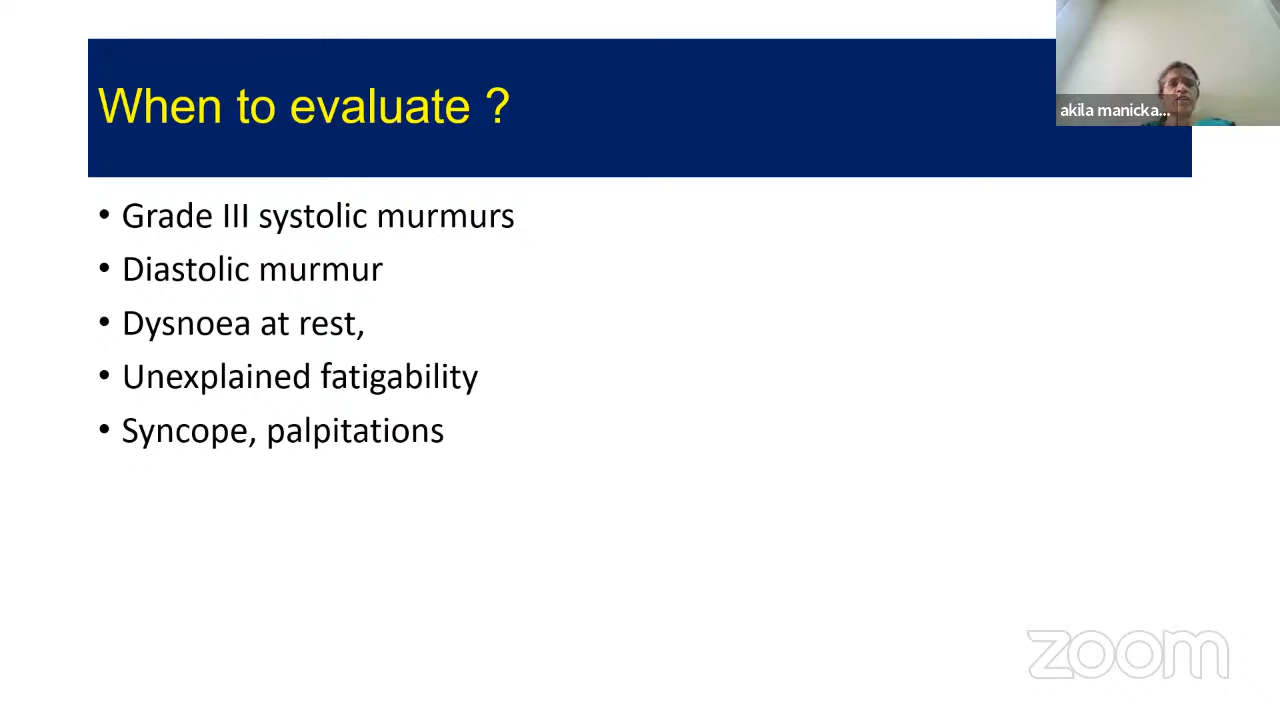 When to evaluate ?
akila manicka...
• Grade III systolic murmurs
• Diastolic murmur
• Dysnoea at rest,
• Unexplained fatigability
• Syncope, palpitations
zoom